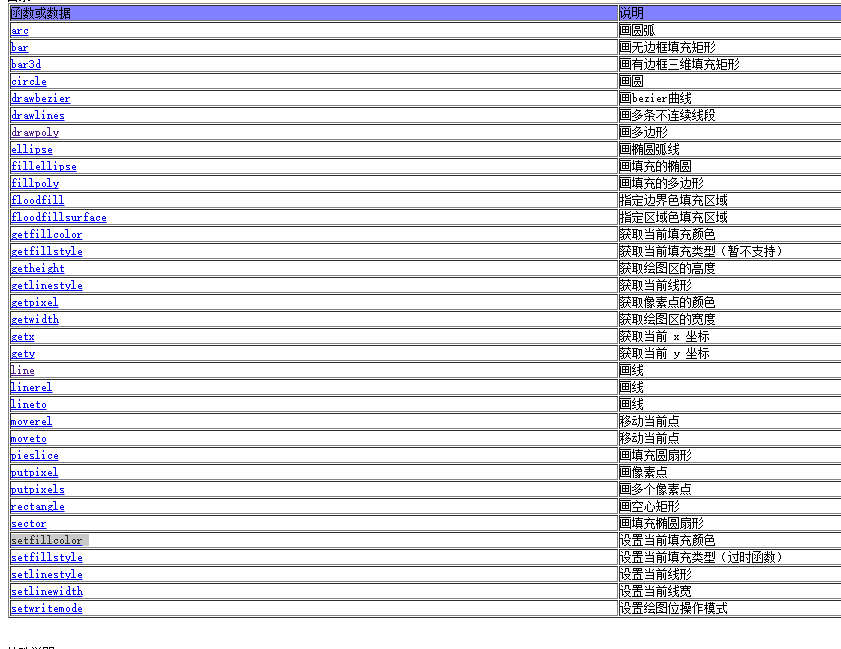 函数或数据 说明
arc 画圆弧
bar 画无边框填充矩形
bar3d 画有边框三维填充矩形
circle 画圆
drawbezier 画bezier曲线
drawlines 画多条不连续线段
drawpoly 画多边形
ellipse 画椭圆弧线
fillellipse 画填充的椭圆
fillpoly 画填充的多边形
floodfill 指定边界色填充区域
floodfillsurface 指定区域色填充区域
getfillcolor 获取当前填充颜色
getfillstyle 获取当前填充类型（暂不支持）
getheight 获取绘图区的高度
getlinestyle 获取当前线形
getpixel 获取像素点的颜色
getwidth 获取绘图区的宽度
getx 获取当前 x 坐标
gety 获取当前 y 坐标
line 画线
linerel 画线
lineto 画线
moverel 移动当前点
moveto 移动当前点
pieslice 画填充圆扇形
putpixel 画像素点
putpixels 画多个像素点
rectangle 画空心矩形
sector 画填充椭圆扇形
setfillcolor 设置当前填充颜色
setfillstyle 设置当前填充类型（过时函数）
setlinestyle 设置当前线形
setlinewidth 设置当前线宽
setwritemode 设置绘图位操作模式